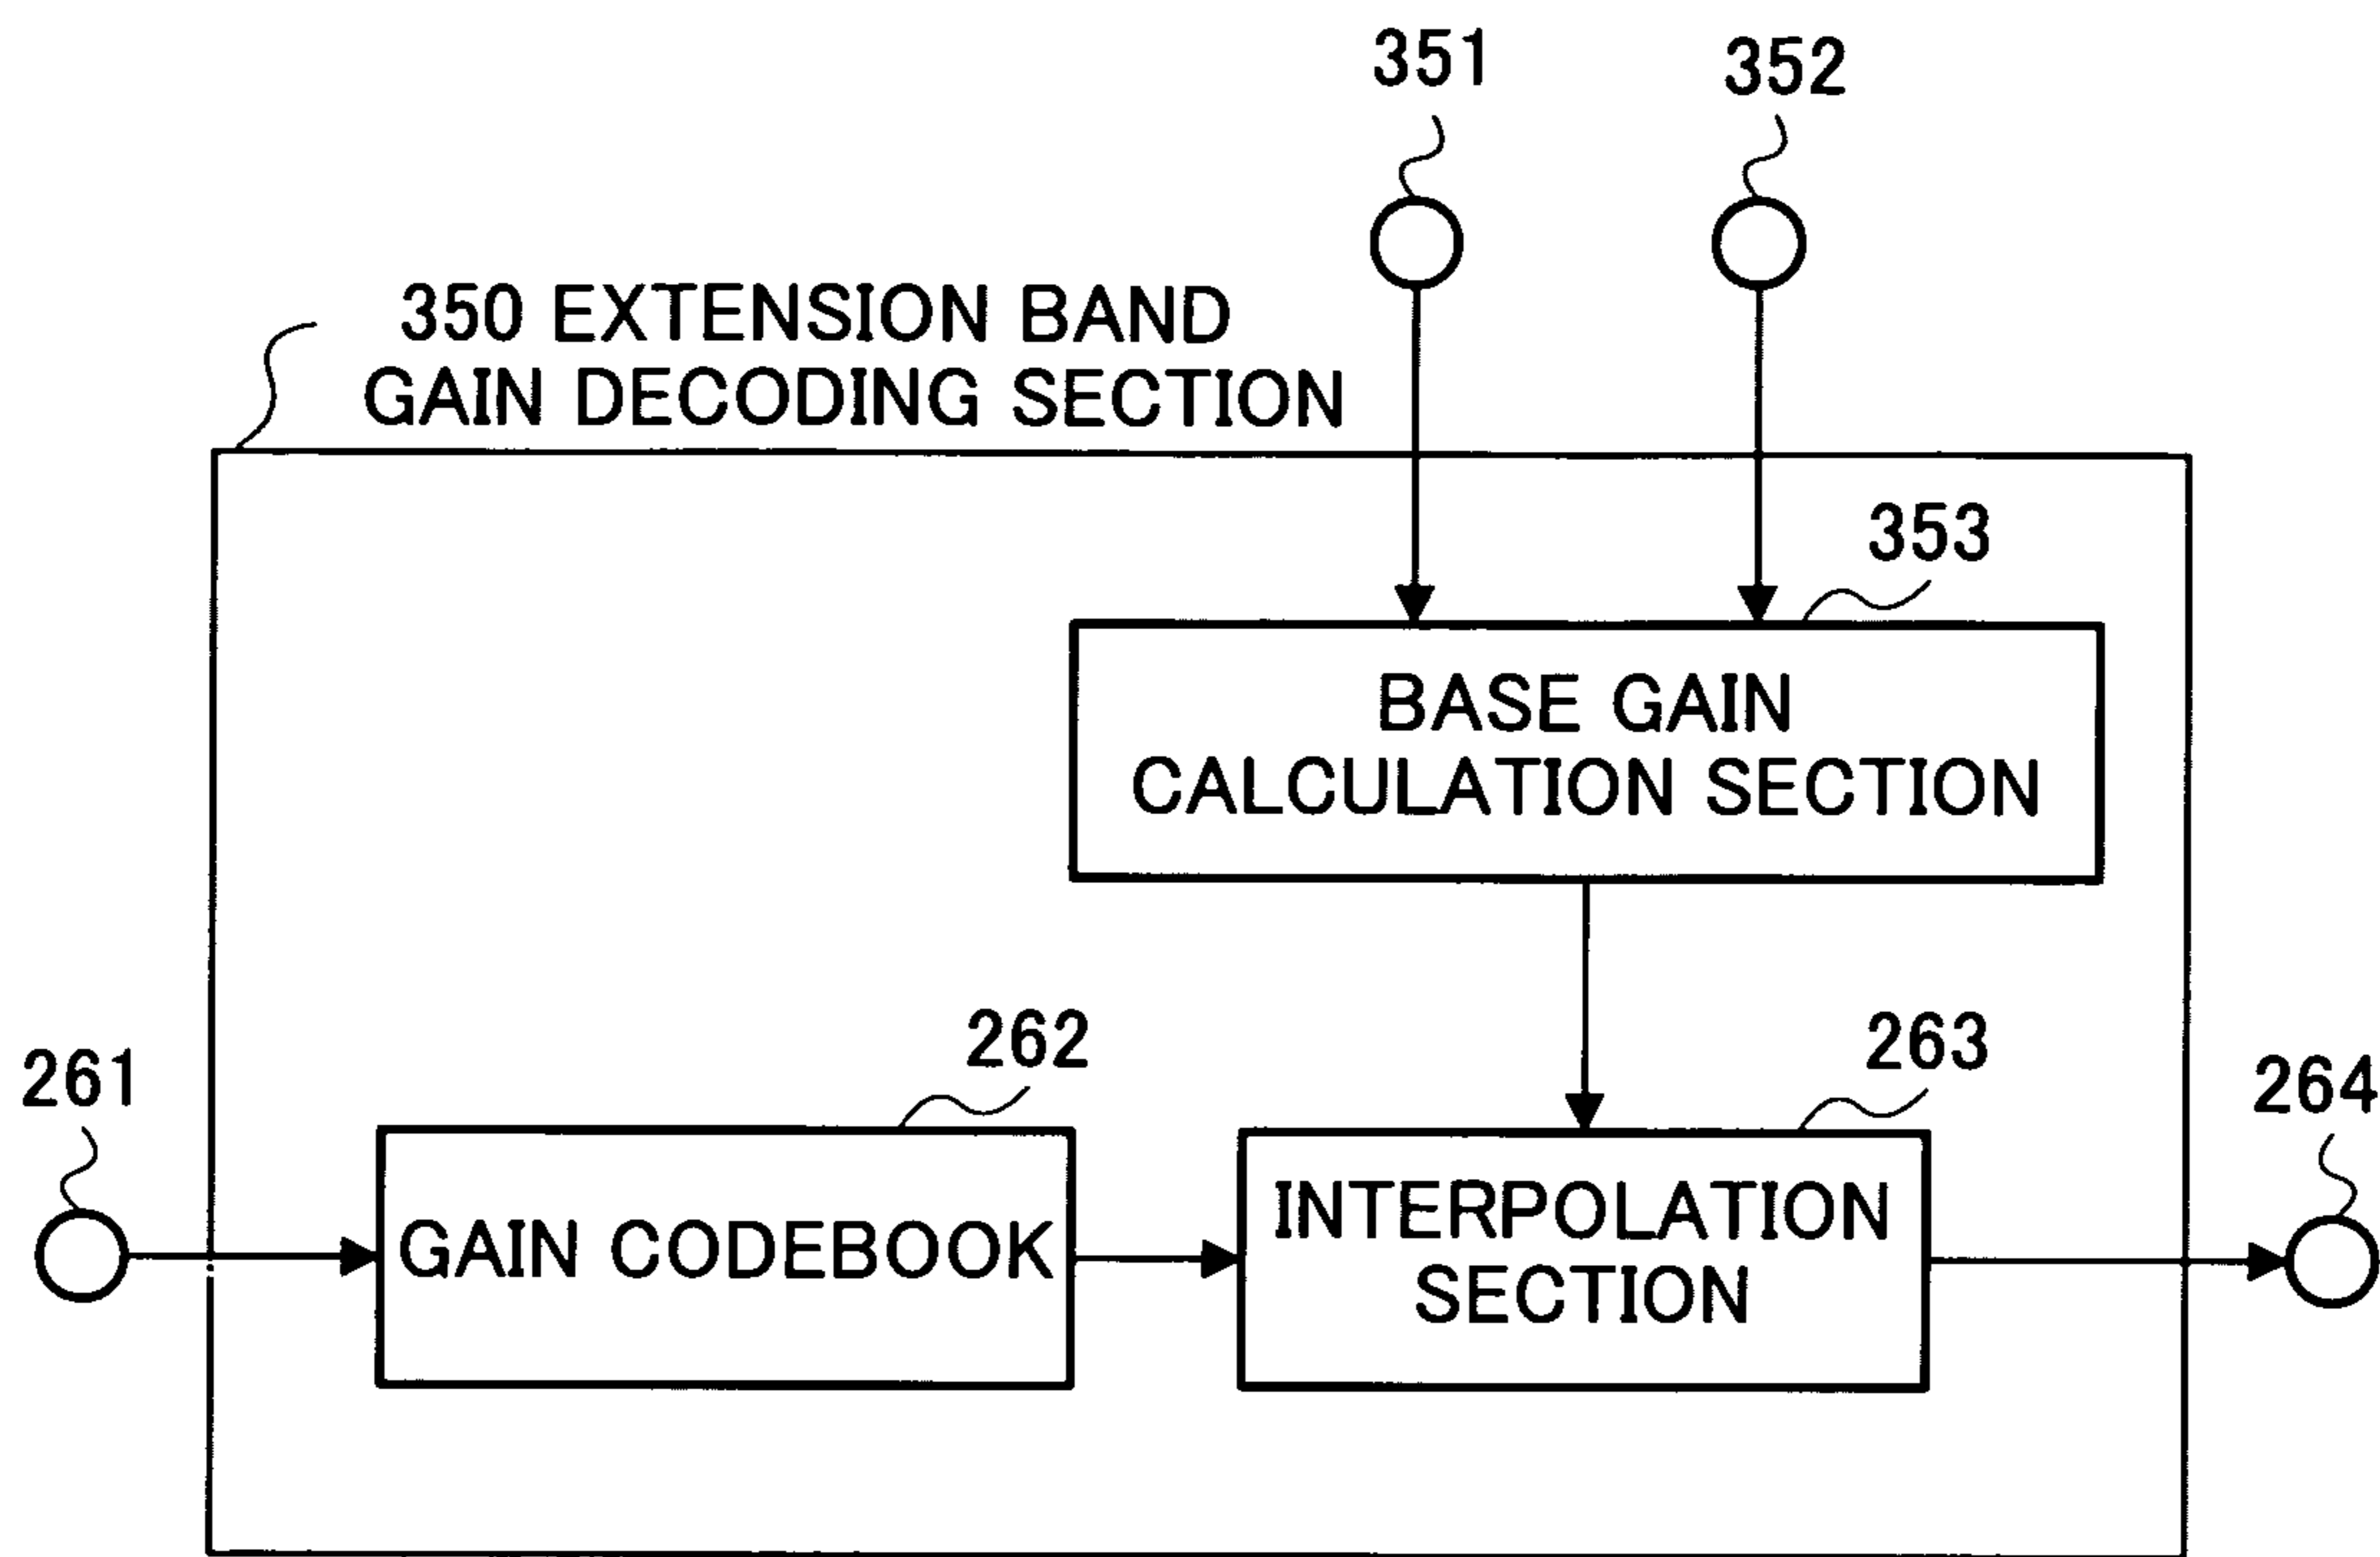 351
352
350 EXTENSION BAND
GAIN DECODING SECTION
353
BASE GAIN
CALCULATION SECTION
261
262
263
264
GAIN CODEBOOK
INTERPOLATION
SECTION